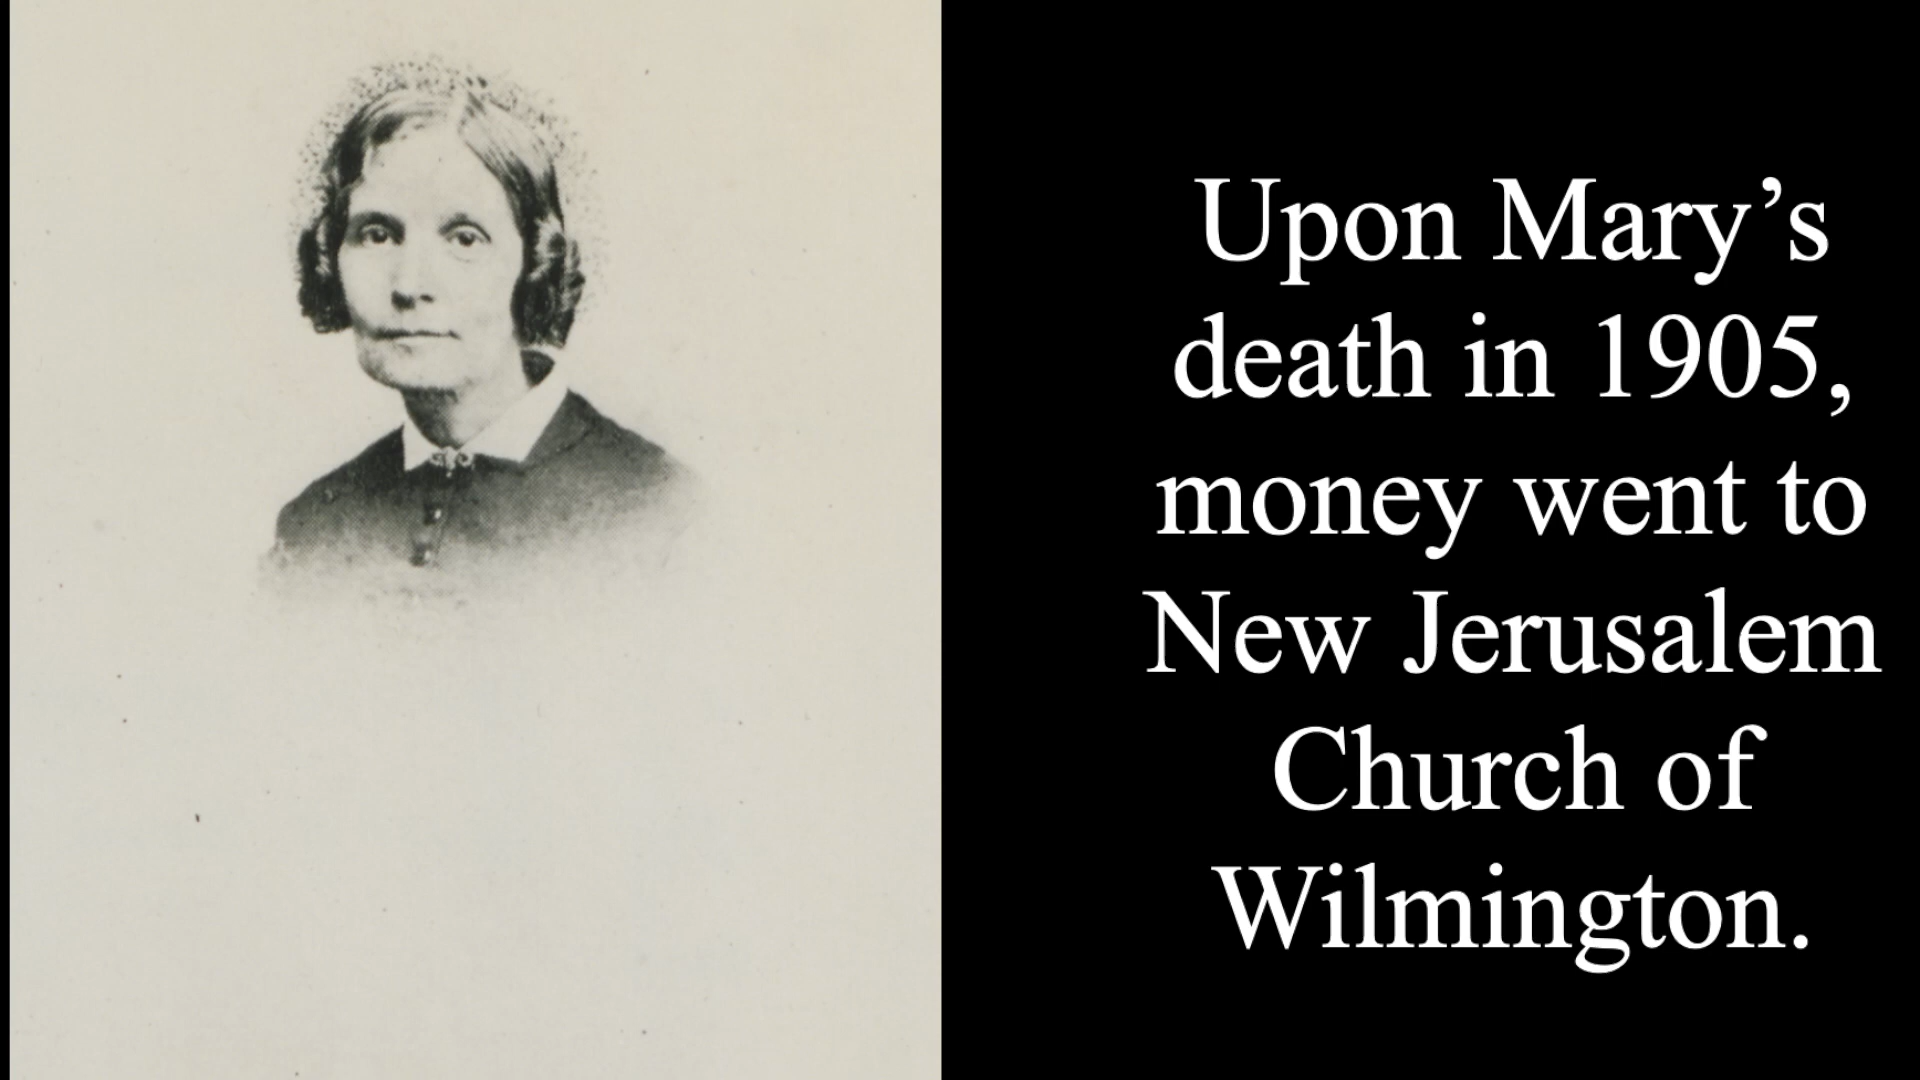 Upon Mary’s
death in 1905,
money went to
New Jerusalem
Church of
Wilmington.